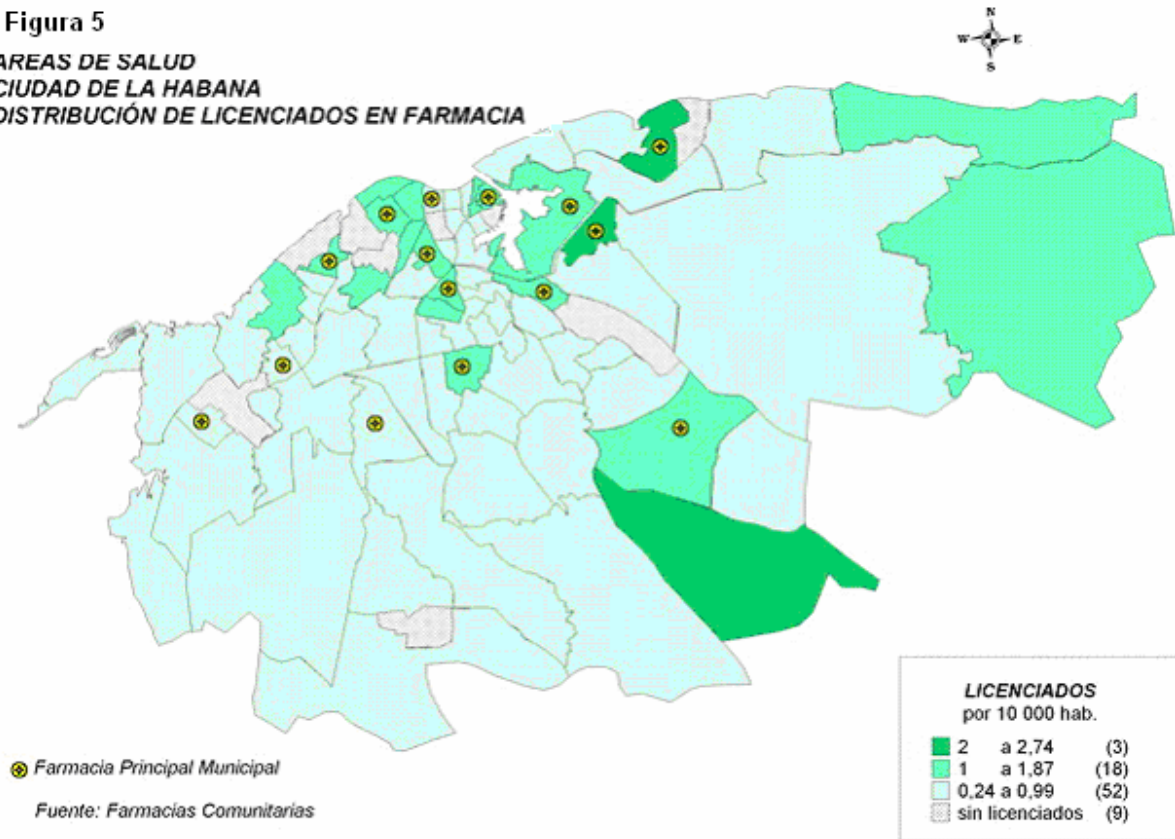 Figura 5
AREAS DE SALUD
CIUDAD DE LA HABANA
DISTRIBUCIÓN DE LICENCIADOS EN FARMACIA
N
W E
S
Farmacia Principal Municipal
Fuente: Farmacias Comunitarias
LICENCIADOS
por 10 000 hab.
2 a 2,74 (3)
1 a 1,87 (18)
0,24 a 0,99 (52)
sin licenciados (9)